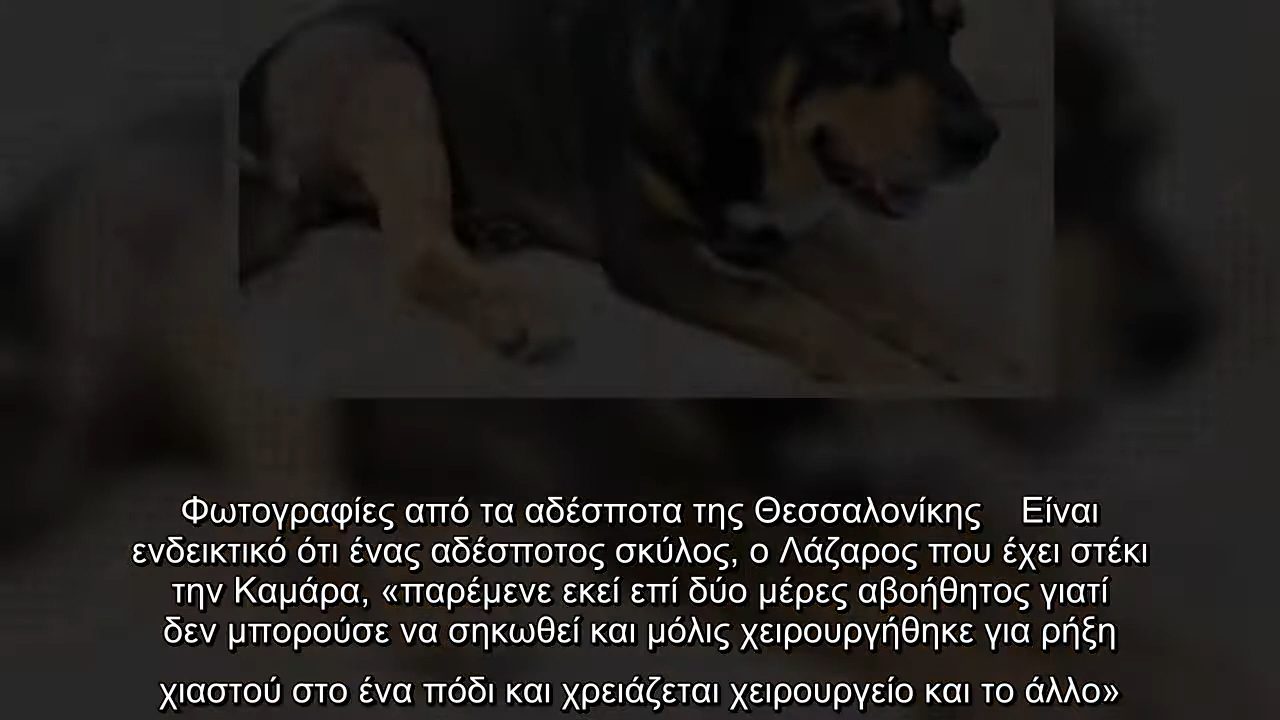 Φωτογραφίες από τα αδέσποτα της Θεσσαλονίκης    Είναι
ενδεικτικό ότι ένας αδέσποτος σκύλος, ο Λάζαρος που έχει στέκι
την Καμάρα, «παρέμενε εκεί επί δύο μέρες αβοήθητος γιατί
δεν μπορούσε να σηκωθεί και μόλις χειρουργήθηκε για ρήξη
χιαστού στο ένα πόδι και χρειάζεται χειρουργείο και το άλλο»